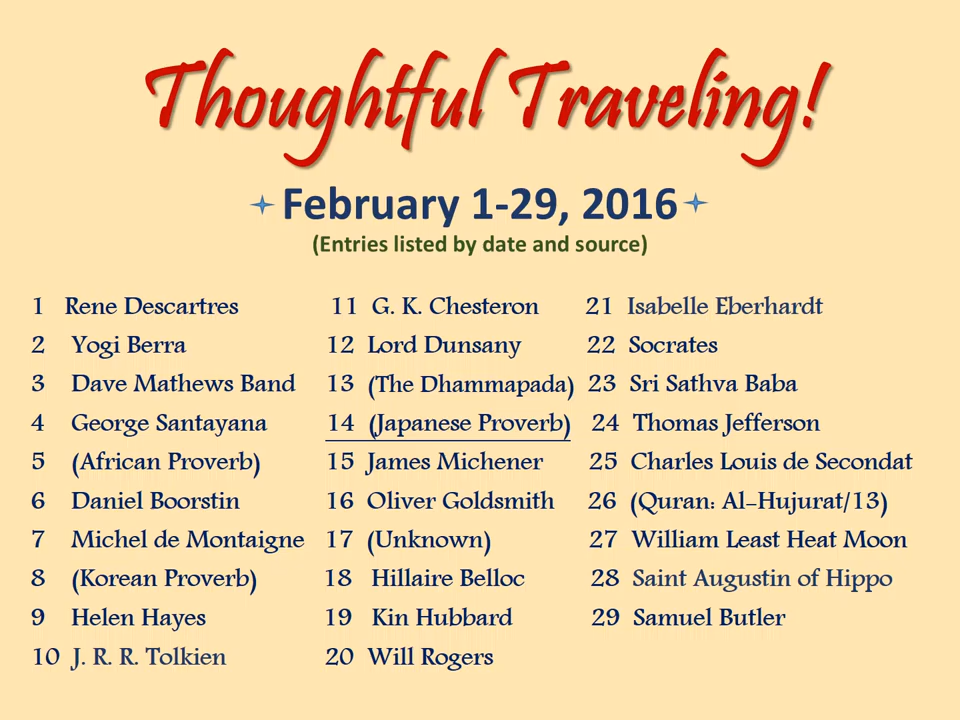 Thoughtful Traveling!
February 1-29, 2016
(Entries listed by date and source)
1 Rene Descartres
2 Yogi Berra
3 Dave Mathews Band
4 George Santayana
5 (African Proverb)
6 Daniel Boorstin
7 Michel de Montaigne
8 (Korean Proverb)
9 Helen Hayes
10 J. R. R. Tolkien
11 G. K. Chesteron
12 Lord Dunsany
13 (The Dhammapada)
14 (Japanese Proverb)
15 James Michener
16 Oliver Goldsmith
17 (Unknown)
18 Hillaire Belloc
19 Kin Hubbard
20 Will Rogers
21 Isabelle Eberhardt
22 Socrates
23 Sri Sathva Baba
24 Thomas Jefferson
25 Charles Louis de Secondat
26 (Quran: Al-Hujurat/13)
27 William Least Heat Moon
28 Saint Augustin of Hippo
29 Samuel Butler